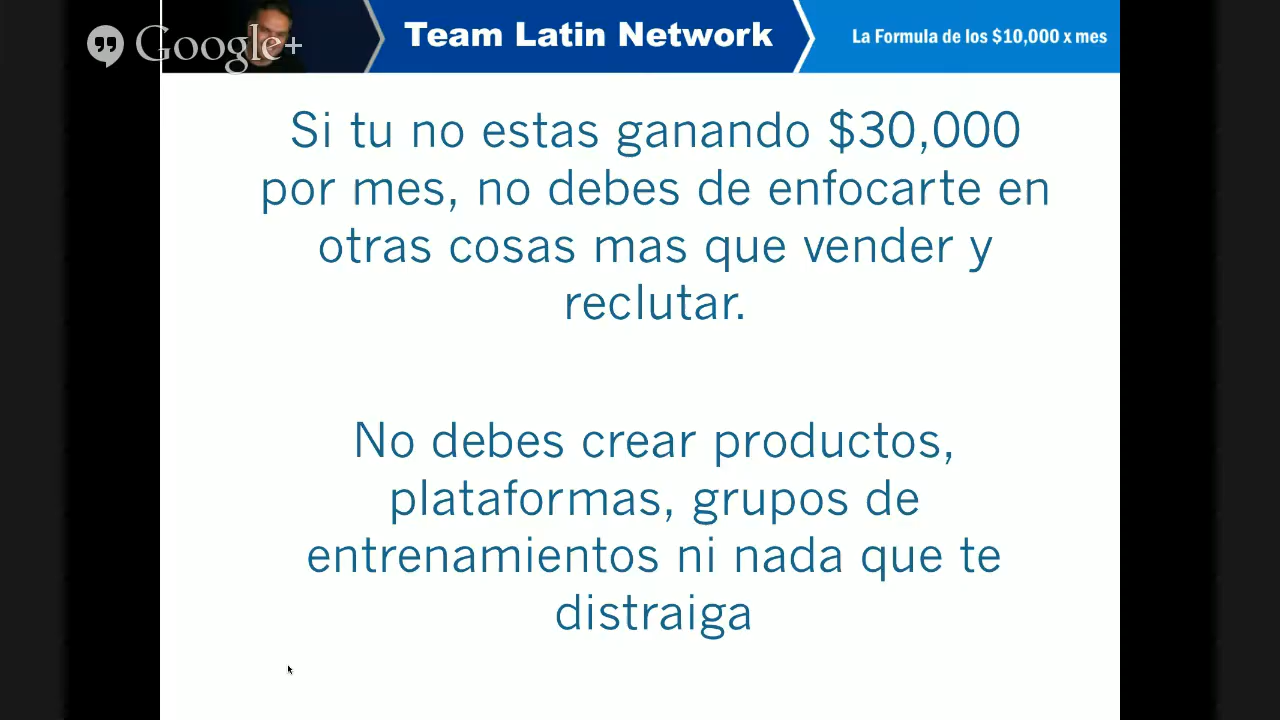 Google+
Team Latin Network
La Formula de los $10,000 x mes
Si tu no estas ganando $30,000
por mes, no debes de enfocarte en
otras cosas mas que vender y
reclutar.
No debes crear productos,
plataformas, grupos de
entrenamientos ni nada que te
distraiga